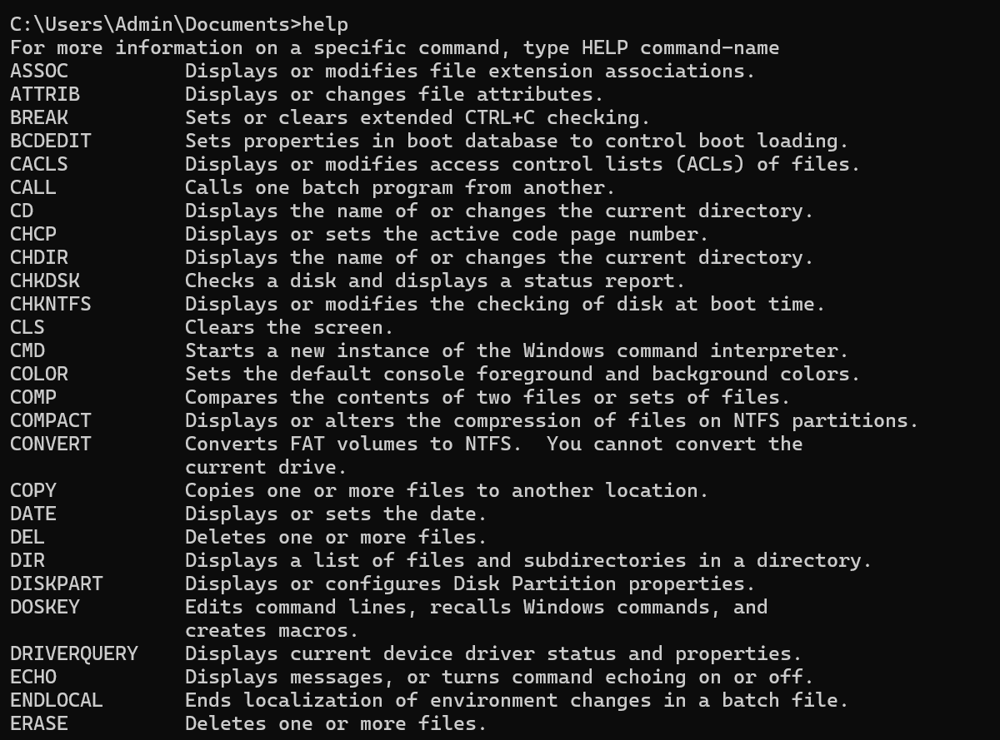 C:\Users\Admin\Documents>help
For more information on a specific command, type HELP command-name
ASSOC          Displays or modifies file extension associations.
ATTRIB         Displays or changes file attributes.
BREAK          Sets or clears extended CTRL+C checking.
BCDEDIT        Sets properties in boot database to control boot loading.
CACLS          Displays or modifies access control lists (ACLs) of files.
CALL           Calls one batch program from another.
CD             Displays the name of or changes the current directory.
CHCP           Displays or sets the active code page number.
CHDIR          Displays the name of or changes the current directory.
CHKDSK         Checks a disk and displays a status report.
CHKNTFS        Displays or modifies the checking of disk at boot time.
CLS            Clears the screen.
CMD            Starts a new instance of the Windows command interpreter.
COLOR          Sets the default console foreground and background colors.
COMP           Compares the contents of two files or sets of files.
COMPACT        Displays or alters the compression of files on NTFS partitions.
CONVERT        Converts FAT volumes to NTFS.  You cannot convert the
               current drive.
COPY           Copies one or more files to another location.
DATE           Displays or sets the date.
DEL            Deletes one or more files.
DIR            Displays a list of files and subdirectories in a directory.
DISKPART       Displays or configures Disk Partition properties.
DOSKEY         Edits command lines, recalls Windows commands, and
               creates macros.
DRIVERQUERY    Displays current device driver status and properties.
ECHO           Displays messages, or turns command echoing on or off.
ENDLOCAL       Ends localization of environment changes in a batch file.
ERASE          Deletes one or more files.